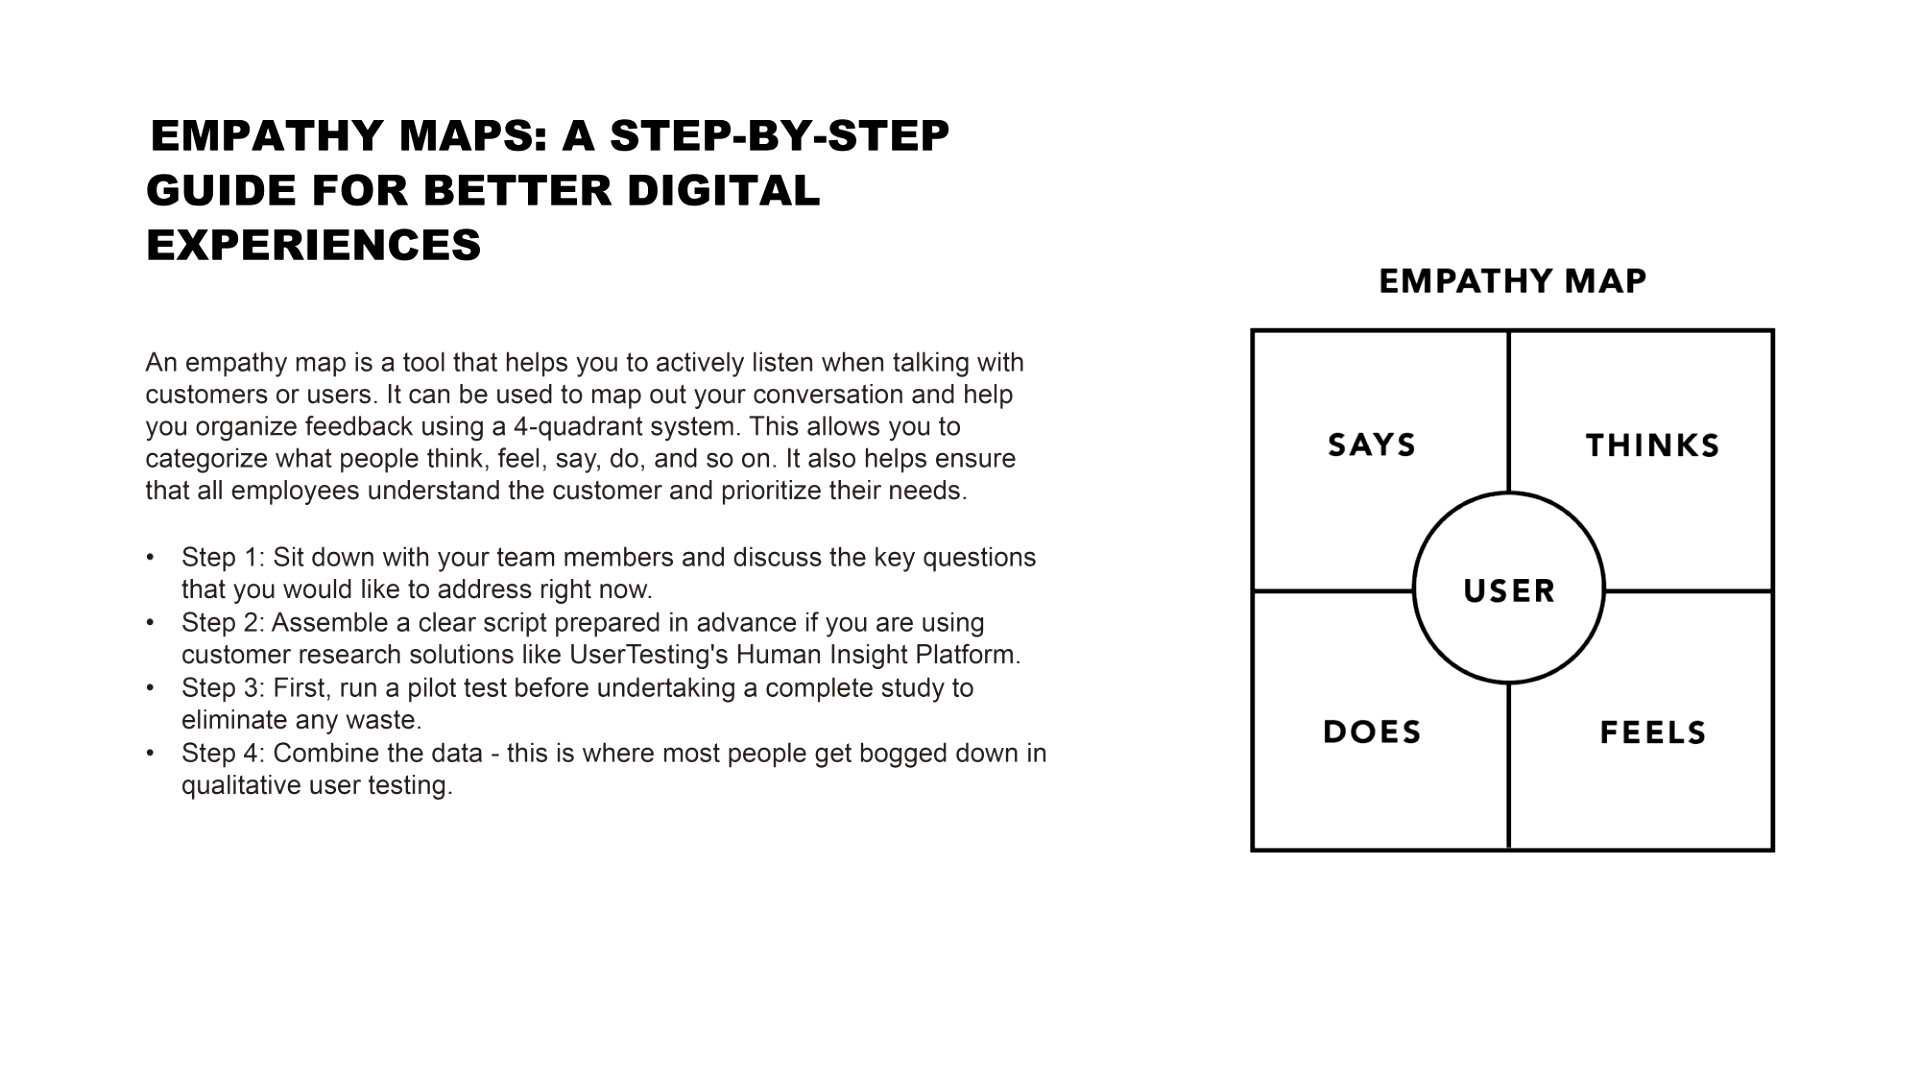 EMPATHY MAPS: A STEP-BY-STEP
GUIDE FOR BETTER DIGITAL
EXPERIENCES
An empathy map is a tool that helps you to actively listen when talking with
customers or users. It can be used to map out your conversation and help
you organize feedback using a 4-quadrant system. This allows you to
categorize what people think, feel, say, do, and so on. It also helps ensure
that all employees understand the customer and prioritize their needs.
• Step 1: Sit down with your team members and discuss the key questions
that you would like to address right now.
• Step 2: Assemble a clear script prepared in advance if you are using
customer research solutions like UserTesting's Human Insight Platform.
• Step 3: First, run a pilot test before undertaking a complete study to
eliminate any waste.
• Step 4: Combine the data - this is where most people get bogged down in
qualitative user testing.
EMPATHY MAP
SAYS
THINKS
USER
DOES
FEELS